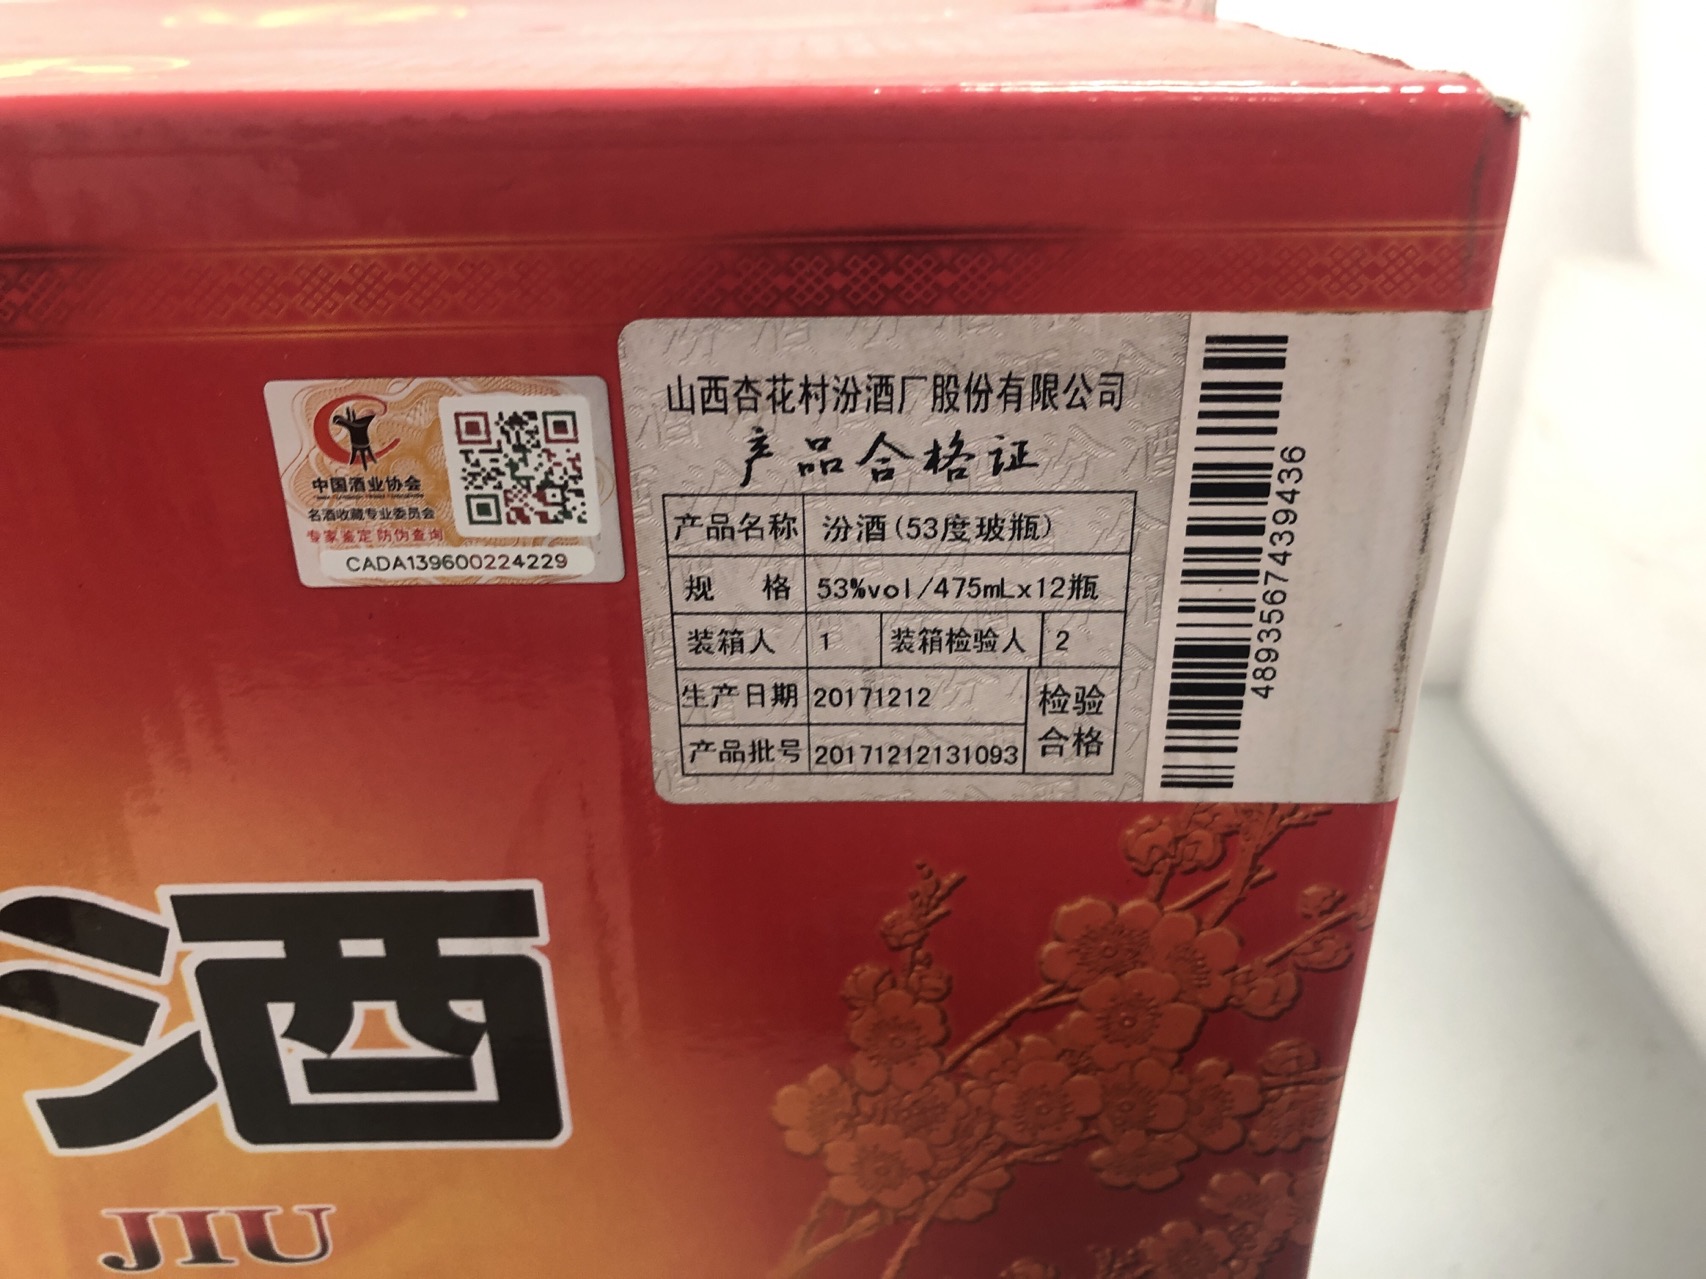 中国酒业协会
名酒收藏专业委员会
专家鉴定 防伪查询
CADA139600224229
山西杏花村汾酒厂股份有限公司
产品合格证
产品名称 汾酒(53度玻瓶)
规 格 53%vol/475mLx12瓶
装箱人 1 装箱检验人 2
生产日期 20171212
产品批号 20171212131093
检验
合格
4893567439436
酒
JIU